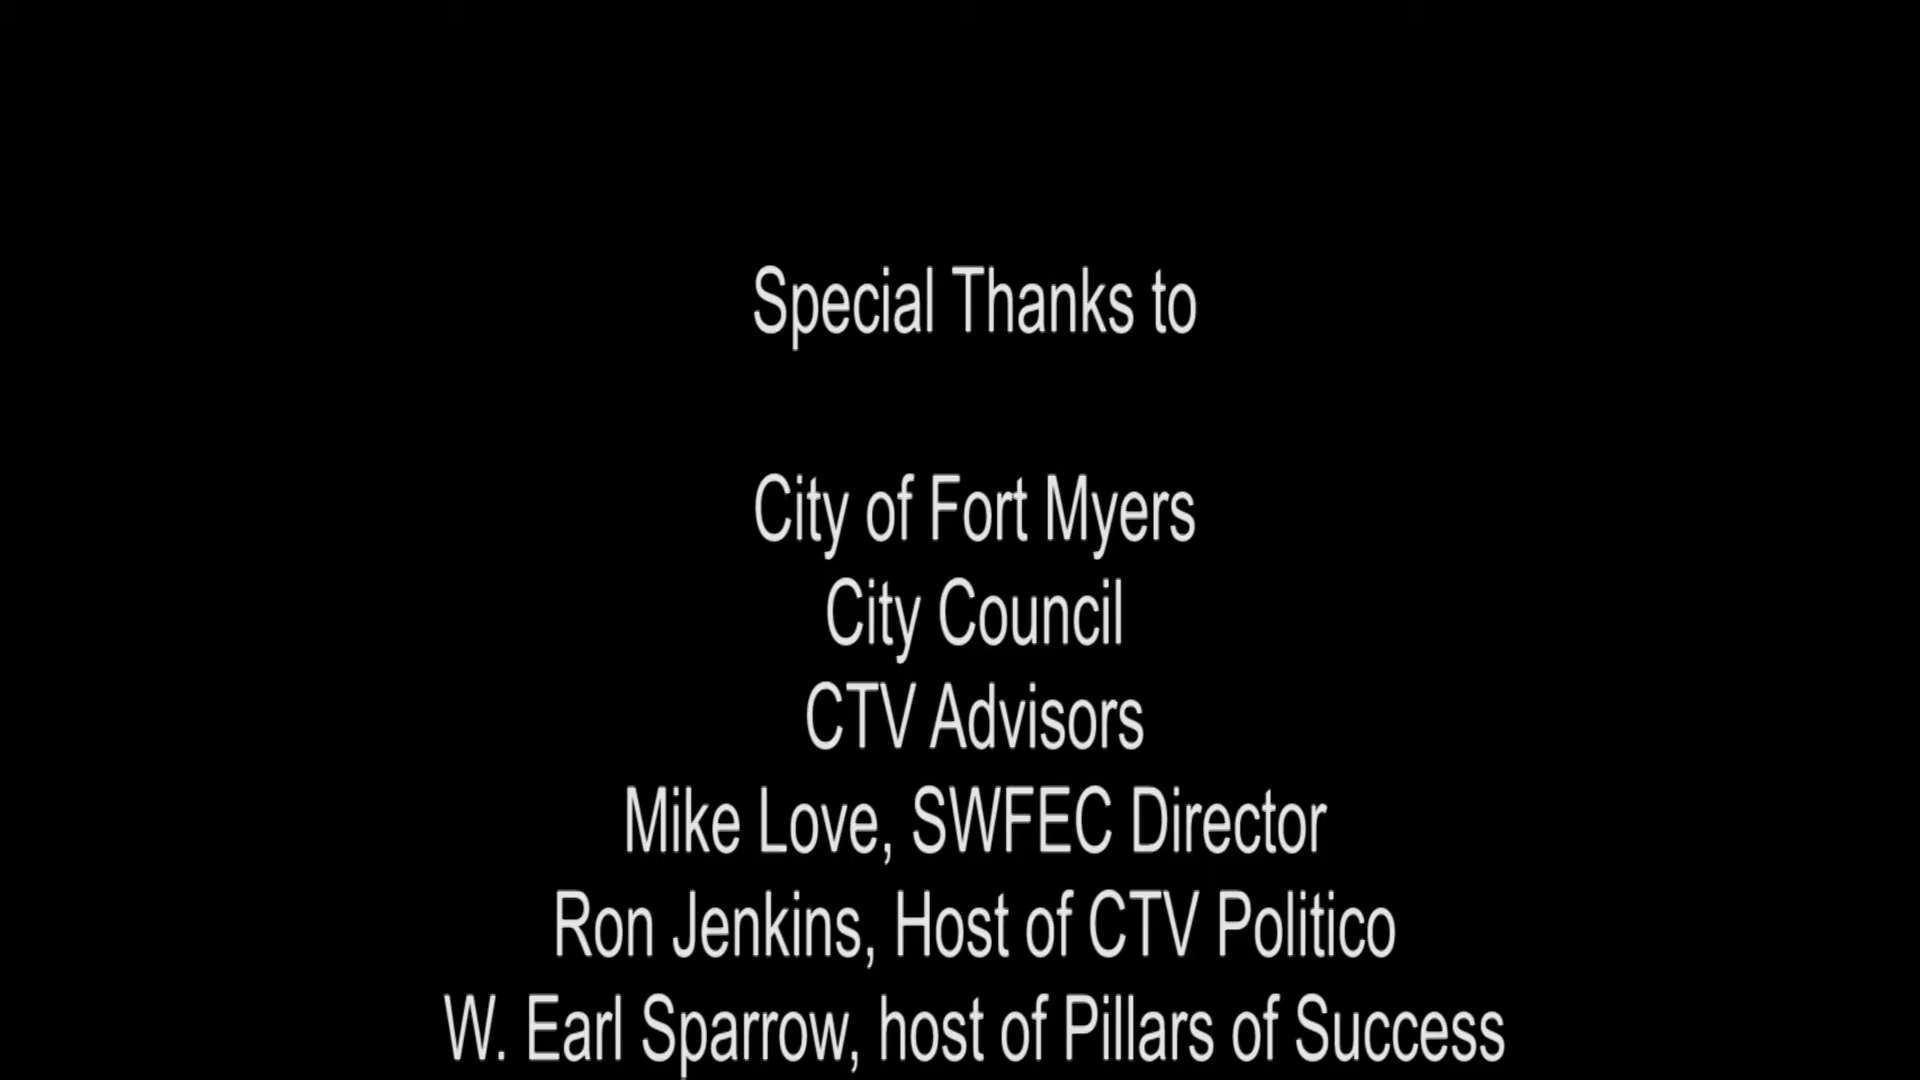 Special Thanks to
City of Fort Myers
City Council
CTV Advisors
Mike Love, SWFEC Director
Ron Jenkins, Host of CTV Politico
W. Earl Sparrow, host of Pillars of Success